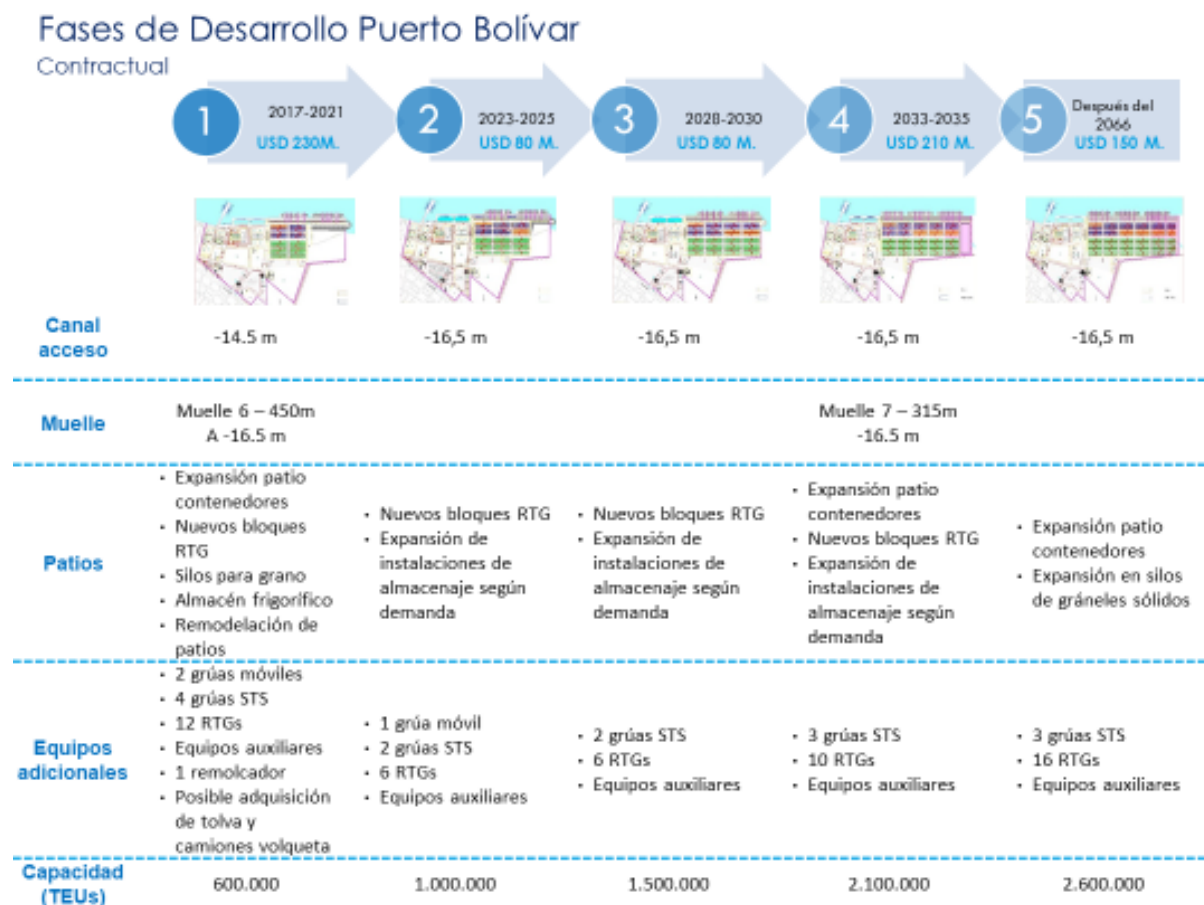 Fases de Desarrollo Puerto Bolívar
Contractual
1
2017-2021
USD 230M.
2
2023-2025
USD 80 M.
3
2028-2030
USD 80 M.
4
2033-2035
USD 210 M.
5
Después del
2066
USD 150 M.
Canal
acceso
-14.5 m
-16,5 m
-16,5 m
-16,5 m
-16,5 m
Muelle
Muelle 6 – 450m
A -16.5 m
Muelle 7 – 315m
-16.5 m
Patios
• Expansión patio
contenedores
• Nuevos bloques
RTG
• Silos para grano
• Almacén frigorífico
• Remodelación de
patios
• Nuevos bloques RTG
• Expansión de
instalaciones de
almacenaje según
demanda
• Nuevos bloques RTG
• Expansión de
instalaciones de
almacenaje según
demanda
• Expansión patio
contenedores
• Nuevos bloques RTG
• Expansión de
instalaciones de
almacenaje según
demanda
• Expansión patio
contenedores
• Expansión en silos
de gráneles sólidos
Equipos
adicionales
• 2 grúas móviles
• 4 grúas STS
• 12 RTGs
• Equipos auxiliares
• 1 remolcador
• Posible adquisición
de tolva y
camiones volqueta
• 1 grúa móvil
• 2 grúas STS
• 6 RTGs
• Equipos auxiliares
• 2 grúas STS
• 6 RTGs
• Equipos auxiliares
• 3 grúas STS
• 10 RTGs
• Equipos auxiliares
• 3 grúas STS
• 16 RTGs
• Equipos auxiliares
Capacidad
(TEUs)
600.000
1.000.000
1.500.000
2.100.000
2.600.000